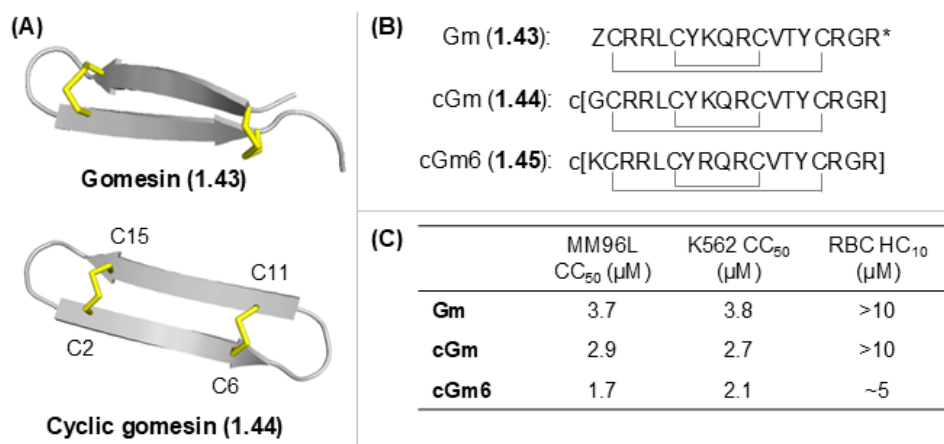 (A)
Gomesin (1.43)
C15
C11
C2
C6
Cyclic gomesin (1.44)
(B)
Gm (1.43): ZCRRLCYKQRCVTYCRGR*
cGm (1.44): c[GCRRLCYKQRCVTYCRGR]
cGm6 (1.45): c[KCRRLCYRQRCVTYCRGR]
(C)
MM96L K562 CC50 RBC HC10
CC50 (µM) (µM) (µM)
Gm 3.7 3.8 >10
cGm 2.9 2.7 >10
cGm6 1.7 2.1 ~5